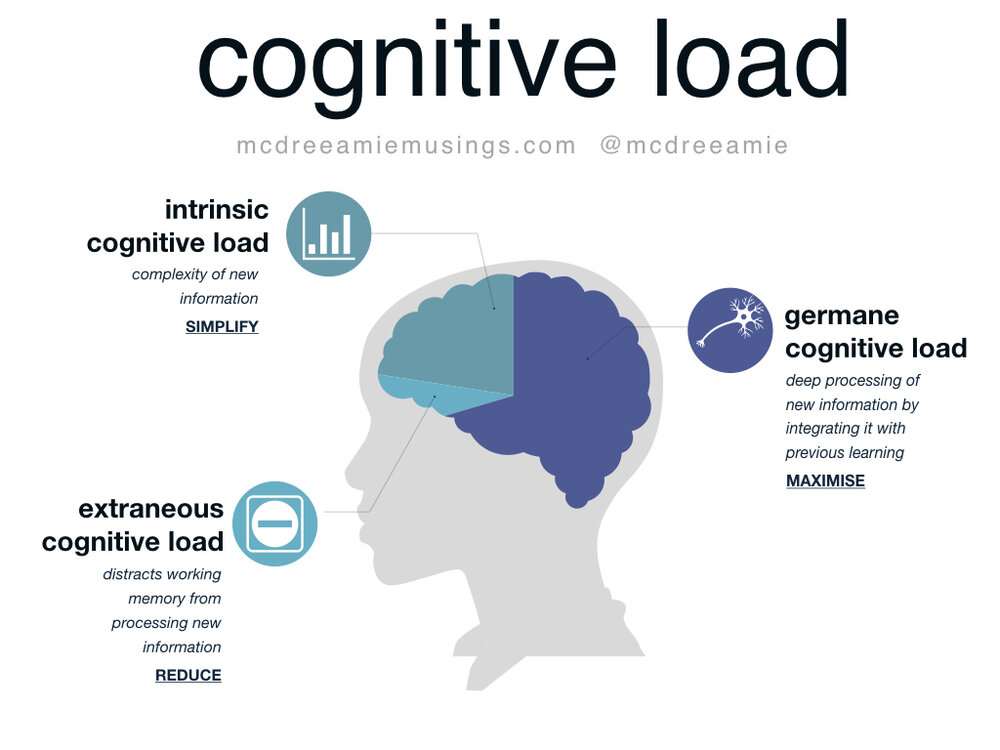 cognitive load
mcdreeamiemusings.com @mcdreeamie
intrinsic
cognitive load
complexity of new
information
SIMPLIFY
germane
cognitive load
deep processing of
new information by
integrating it with
previous learning
MAXIMISE
extraneous
cognitive load
distracts working
memory from
processing new
information
REDUCE